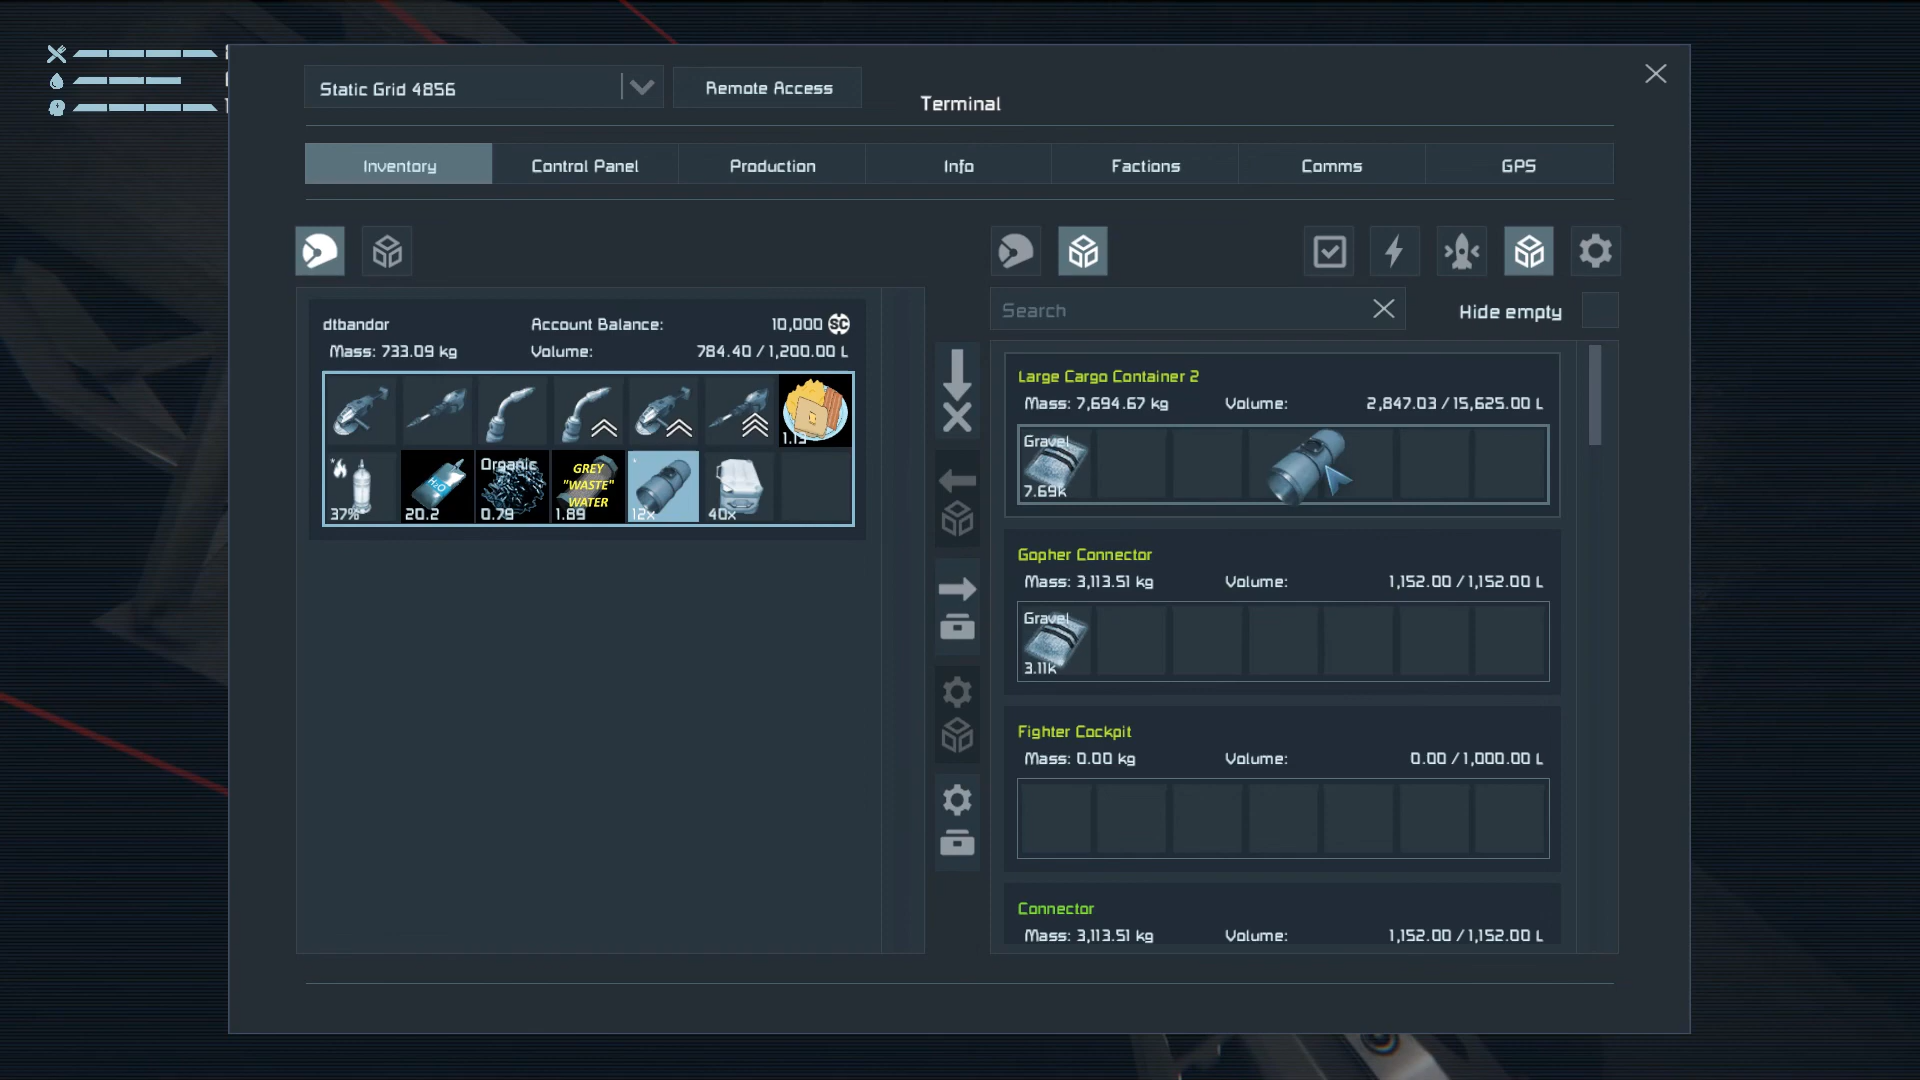 Static Grid 4856
Remote Access
Terminal
Inventory
Control Panel
Production
Info
Factions
Comms
GPS
Search
Hide empty
dtbandor
Account Balance:
10,000 SC
Mass: 733.09 kg
Volume:
784.40 / 1,200.00 L
1.13
37%
H2O
20.2
Organic
0.79
GREY
"WASTE"
WATER
1.89
12x
40x
Large Cargo Container 2
Mass: 7,694.67 kg
Volume:
2,847.03 / 15,625.00 L
Gravel
7.69k
Gopher Connector
Mass: 3,113.51 kg
Volume:
1,152.00 / 1,152.00 L
Gravel
3.11k
Fighter Cockpit
Mass: 0.00 kg
Volume:
0.00 / 1,000.00 L
Connector
Mass: 3,113.51 kg
Volume:
1,152.00 / 1,152.00 L